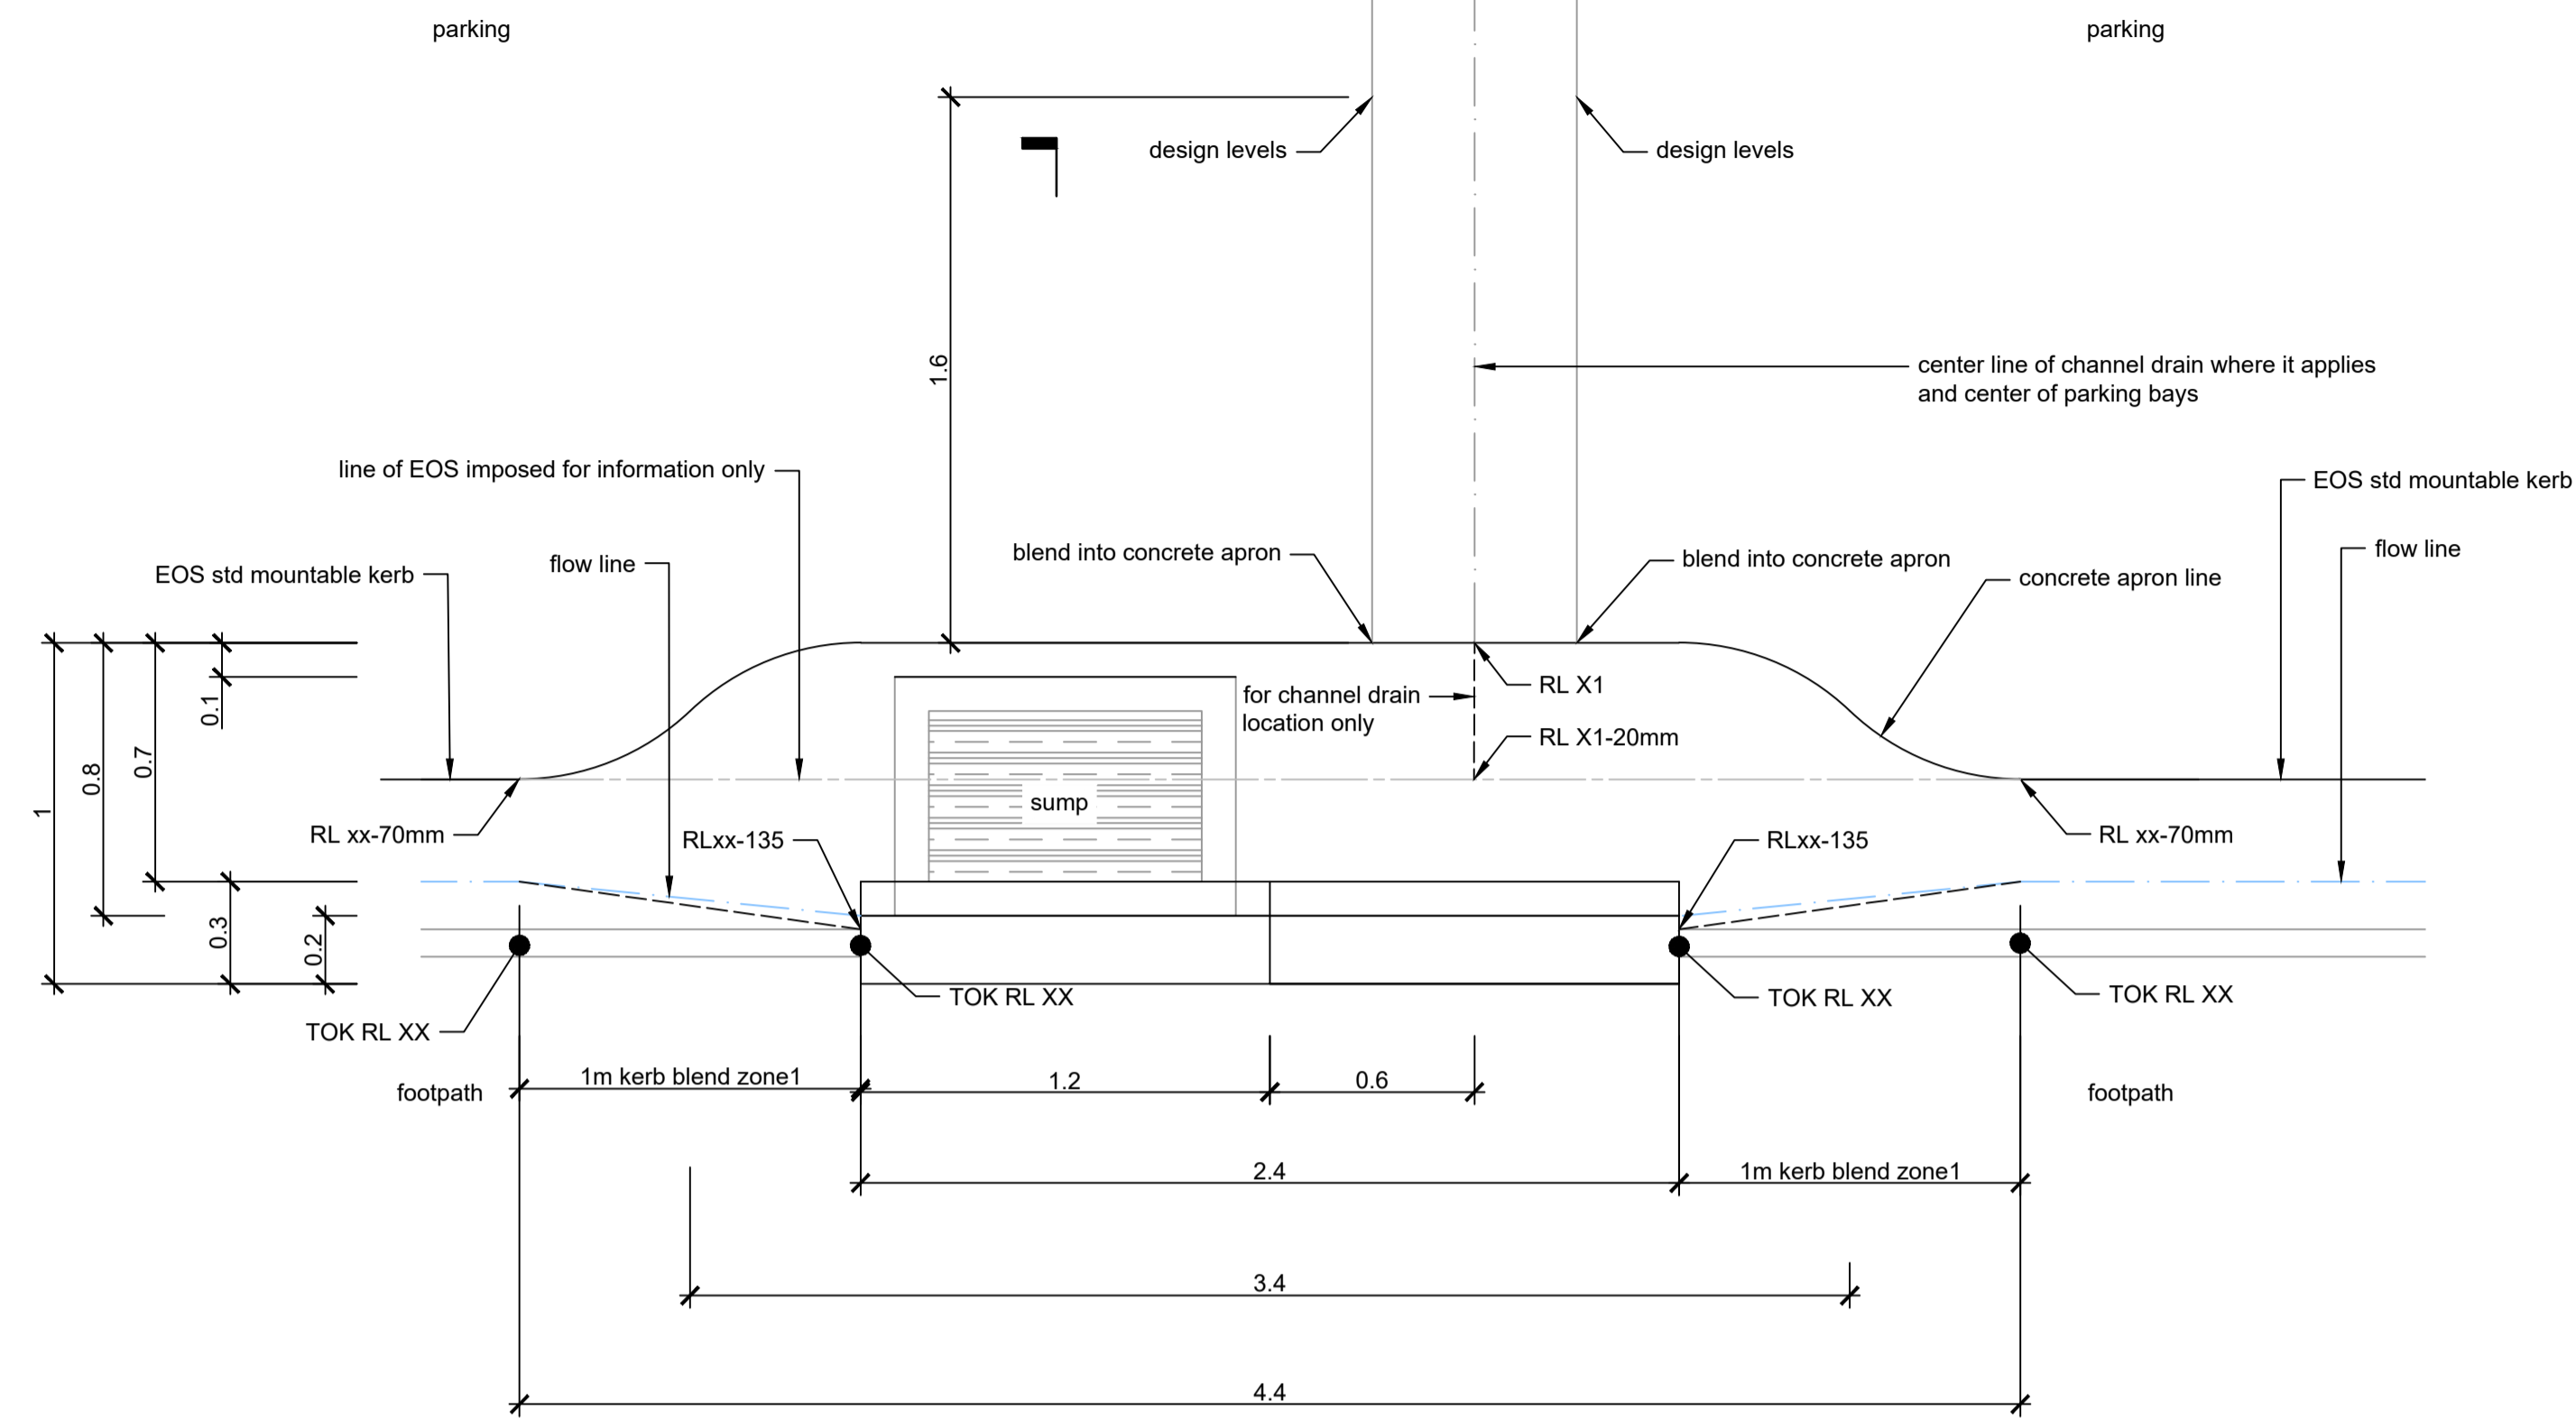 parking
parking
design levels
design levels
1.6
center line of channel drain where it applies
and center of parking bays
line of EOS imposed for information only
EOS std mountable kerb
blend into concrete apron
blend into concrete apron
flow line
flow line
EOS std mountable kerb
concrete apron line
RL X1
for channel drain
location only
0.1
RL X1-20mm
0.7
0.8
1
sump
RL xx-70mm
RLxx-135
RLxx-135
RL xx-70mm
0.3
0.2
TOK RL XX
TOK RL XX
TOK RL XX
TOK RL XX
footpath
1m kerb blend zone1
1.2
0.6
footpath
2.4
1m kerb blend zone1
3.4
4.4